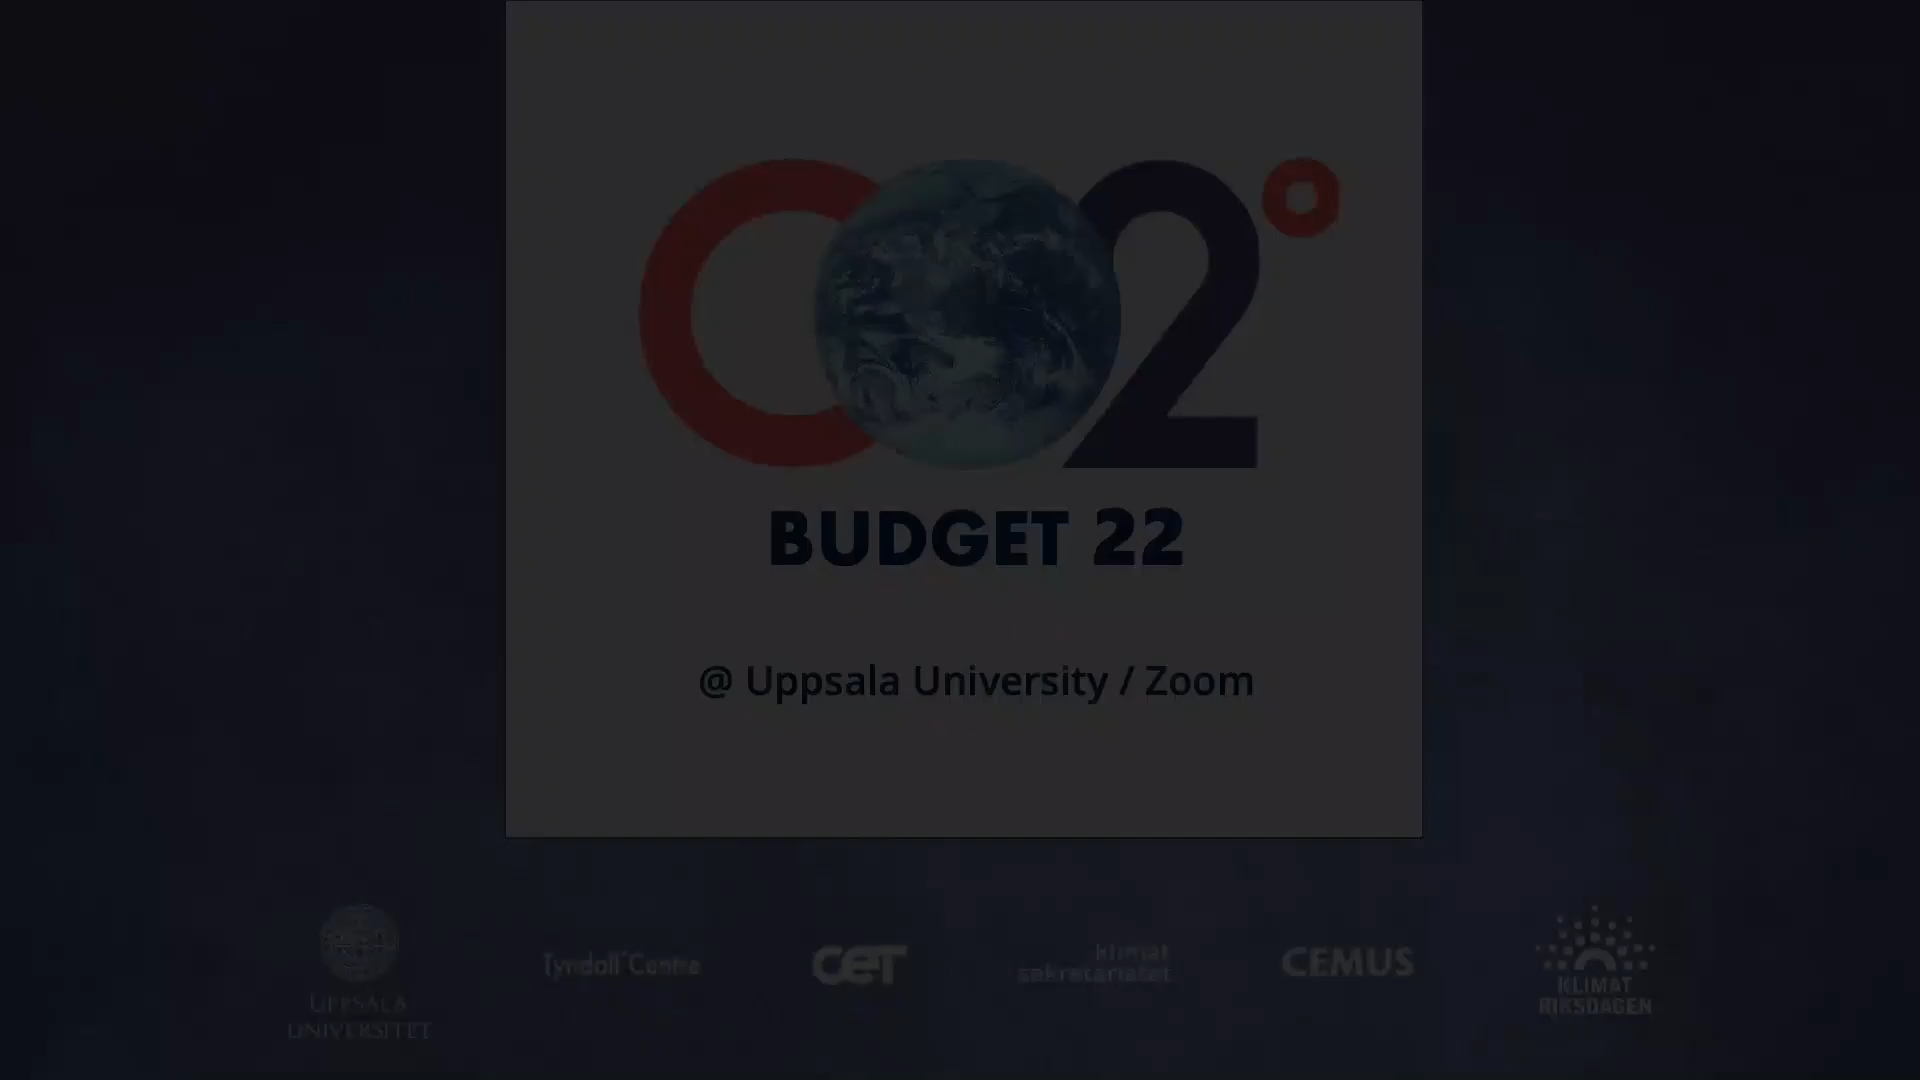 CO2°
BUDGET 22
@ Uppsala University / Zoom
UPPSALA
UNIVERSITET
Tyndall°Centre
CET
klimat
sekretariatet
CEMUS
KLIMAT
RIKSDAGEN